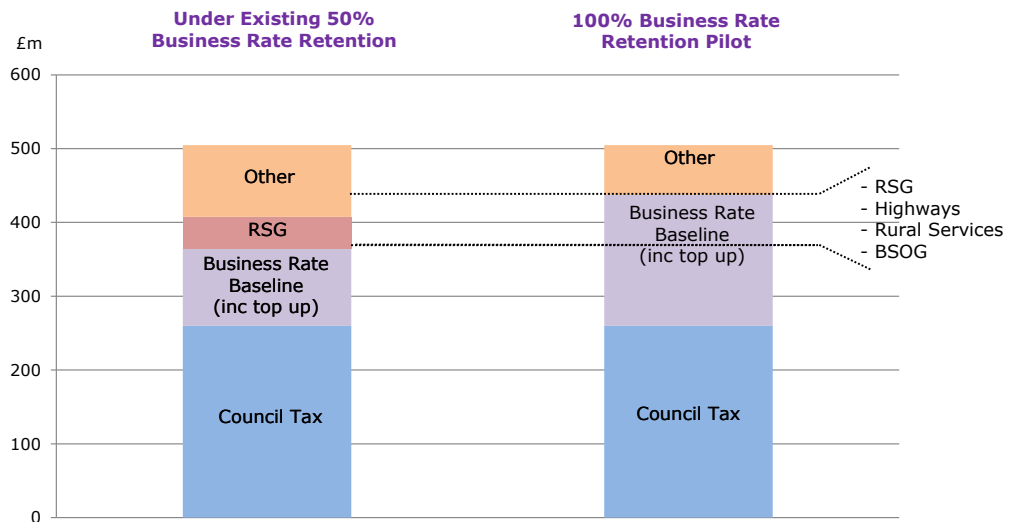 Under Existing 50%
Business Rate Retention
100% Business Rate
Retention Pilot
£m
600
500
400
300
200
100
0
Other
RSG
Business Rate
Baseline
(inc top up)
Council Tax
Other
Business Rate
Baseline
(inc top up)
Council Tax
- RSG
- Highways
- Rural Services
- BSOG